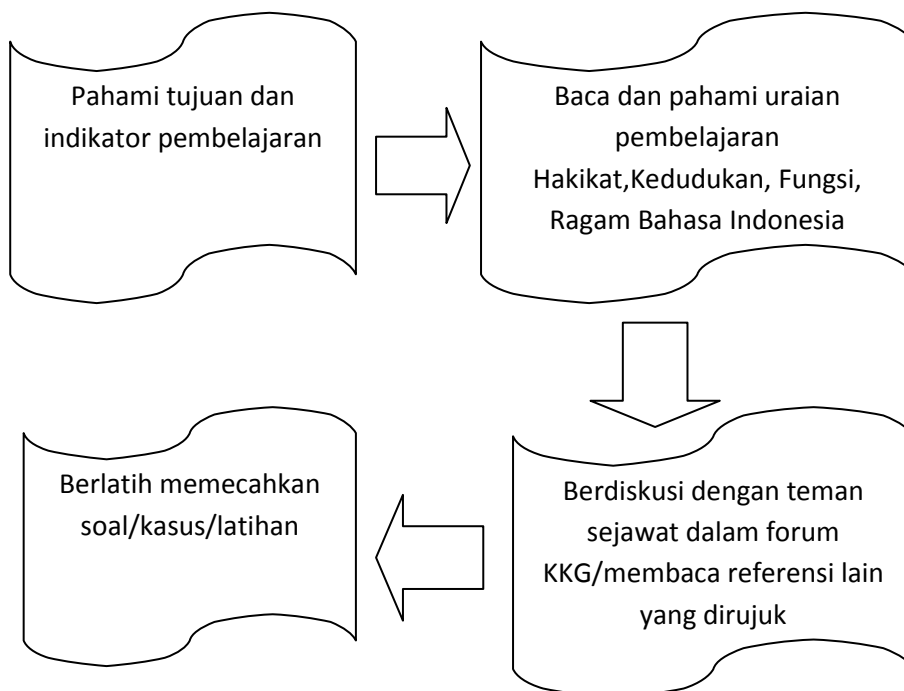 Pahami tujuan dan
indikator pembelajaran
Baca dan pahami uraian
pembelajaran
Hakikat,Kedudukan, Fungsi,
Ragam Bahasa Indonesia
Berdiskusi dengan teman
sejawat dalam forum
KKG/membaca referensi lain
yang dirujuk
Berlatih memecahkan
soal/kasus/latihan